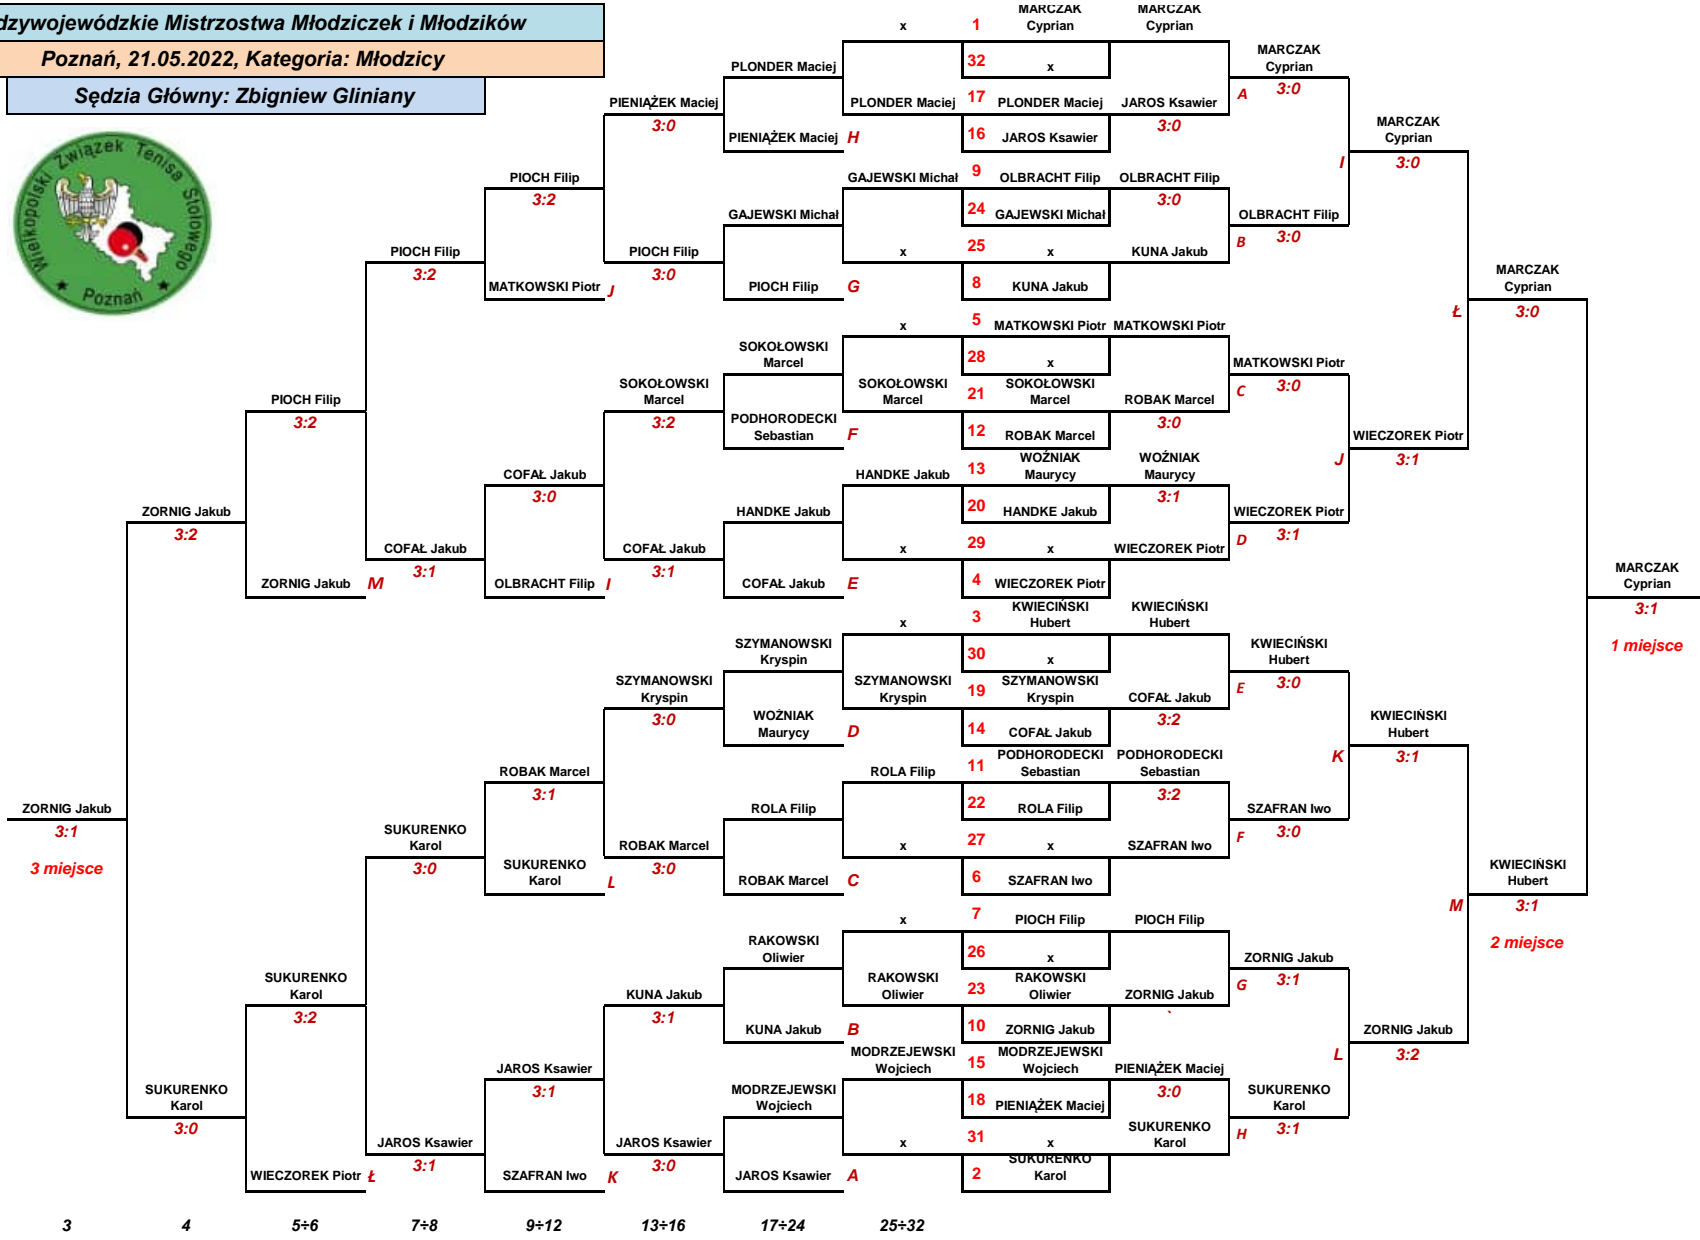 dzywojewódzkie Mistrzostwa Młodziczek i Młodzików
Poznań, 21.05.2022, Kategoria: Młodzicy
Sędzia Główny: Zbigniew Gliniany
Wielkopolski Związek Tenisa Stołowego
★ Poznań ★
ZORNIG Jakub
3:1
3 miejsce
ZORNIG Jakub
3:2
SUKURENKO
Karol
3:0
PIOCH Filip
3:2
ZORNIG Jakub
M
SUKURENKO
Karol
3:2
WIECZOREK Piotr
Ł
PIOCH Filip
3:2
COFAŁ Jakub
3:1
SUKURENKO
Karol
3:0
JAROS Ksawier
3:1
PIOCH Filip
3:2
MATKOWSKI Piotr
J
COFAŁ Jakub
3:0
OLBRACHT Filip
I
ROBAK Marcel
3:1
SUKURENKO
Karol
L
JAROS Ksawier
3:1
SZAFRAN Iwo
K
PIENIĄŻEK Maciej
3:0
PIOCH Filip
3:0
SOKOŁOWSKI
Marcel
3:2
COFAŁ Jakub
3:1
SZYMANOWSKI
Kryspin
3:0
ROBAK Marcel
3:0
KUNA Jakub
3:1
JAROS Ksawier
3:0
PLONDER Maciej
PIENIĄŻEK Maciej
H
GAJEWSKI Michał
PIOCH Filip
G
SOKOŁOWSKI
Marcel
PODHORODECKI
Sebastian
F
HANDKE Jakub
COFAŁ Jakub
E
SZYMANOWSKI
Kryspin
WOŹNIAK
Maurycy
D
ROLA Filip
ROBAK Marcel
C
RAKOWSKI
Oliwier
KUNA Jakub
B
MODRZEJEWSKI
Wojciech
JAROS Ksawier
A
x
PLONDER Maciej
GAJEWSKI Michał
x
x
SOKOŁOWSKI
Marcel
HANDKE Jakub
x
x
SZYMANOWSKI
Kryspin
ROLA Filip
x
x
RAKOWSKI
Oliwier
MODRZEJEWSKI
Wojciech
x
1
MARCZAK
Cyprian
32
x
17
PLONDER Maciej
16
JAROS Ksawier
9
OLBRACHT Filip
24
GAJEWSKI Michał
25
x
8
KUNA Jakub
5
MATKOWSKI Piotr
28
x
21
SOKOŁOWSKI
Marcel
12
ROBAK Marcel
13
WOŹNIAK
Maurycy
20
HANDKE Jakub
29
x
4
WIECZOREK Piotr
3
KWIECIŃSKI
Hubert
30
x
19
SZYMANOWSKI
Kryspin
14
COFAŁ Jakub
11
PODHORODECKI
Sebastian
22
ROLA Filip
27
x
6
SZAFRAN Iwo
7
PIOCH Filip
26
x
23
RAKOWSKI
Oliwier
10
ZORNIG Jakub
15
MODRZEJEWSKI
Wojciech
18
PIENIĄŻEK Maciej
31
x
2
SUKURENKO
Karol
MARCZAK
Cyprian
JAROS Ksawier
3:0
OLBRACHT Filip
3:0
KUNA Jakub
MATKOWSKI Piotr
ROBAK Marcel
3:0
WOŹNIAK
Maurycy
3:1
WIECZOREK Piotr
KWIECIŃSKI
Hubert
COFAŁ Jakub
3:2
PODHORODECKI
Sebastian
3:2
SZAFRAN Iwo
PIOCH Filip
ZORNIG Jakub
`
PIENIĄŻEK Maciej
3:0
SUKURENKO
Karol
MARCZAK
Cyprian
A 3:0
OLBRACHT Filip
B 3:0
MATKOWSKI Piotr
C 3:0
WIECZOREK Piotr
D 3:1
KWIECIŃSKI
Hubert
E 3:0
SZAFRAN Iwo
F 3:0
ZORNIG Jakub
G 3:1
SUKURENKO
Karol
H 3:1
MARCZAK
Cyprian
I 3:0
WIECZOREK Piotr
J 3:1
KWIECIŃSKI
Hubert
K 3:1
ZORNIG Jakub
L 3:2
MARCZAK
Cyprian
Ł 3:0
KWIECIŃSKI
Hubert
M 3:1
2 miejsce
MARCZAK
Cyprian
3:1
1 miejsce
3 4 5÷6 7÷8 9÷12 13÷16 17÷24 25÷32